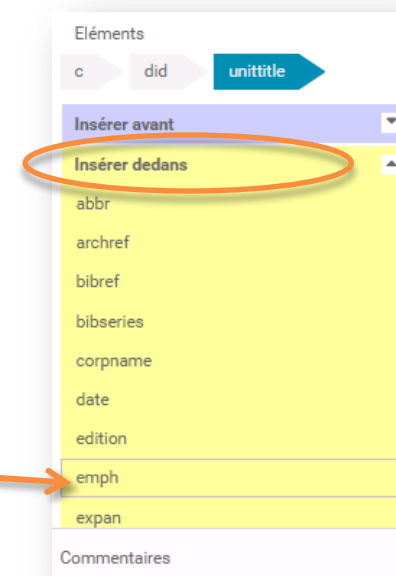 Eléments
c did unittitle
Insérer avant
Insérer dedans
abbr
archref
bibref
bibseries
corpname
date
edition
emph
expan
Commentaires